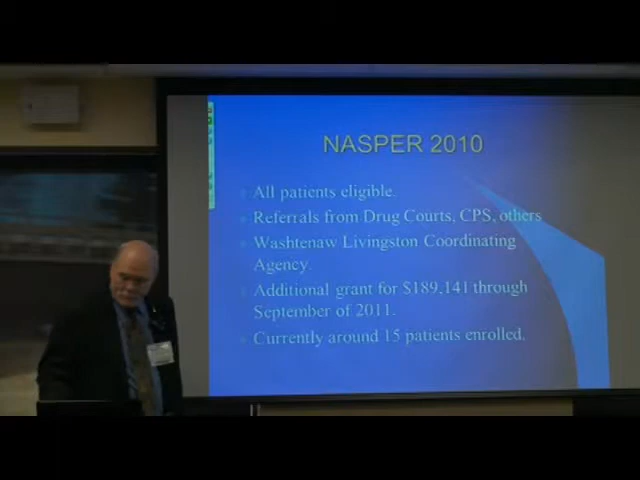 NASPER 2010
All patients eligible.
Referrals from Drug Courts, CPS, others
Washtenaw Livingston Coordinating
Agency.
Additional grant for $189,141 through
September of 2011.
Currently around 15 patients enrolled.